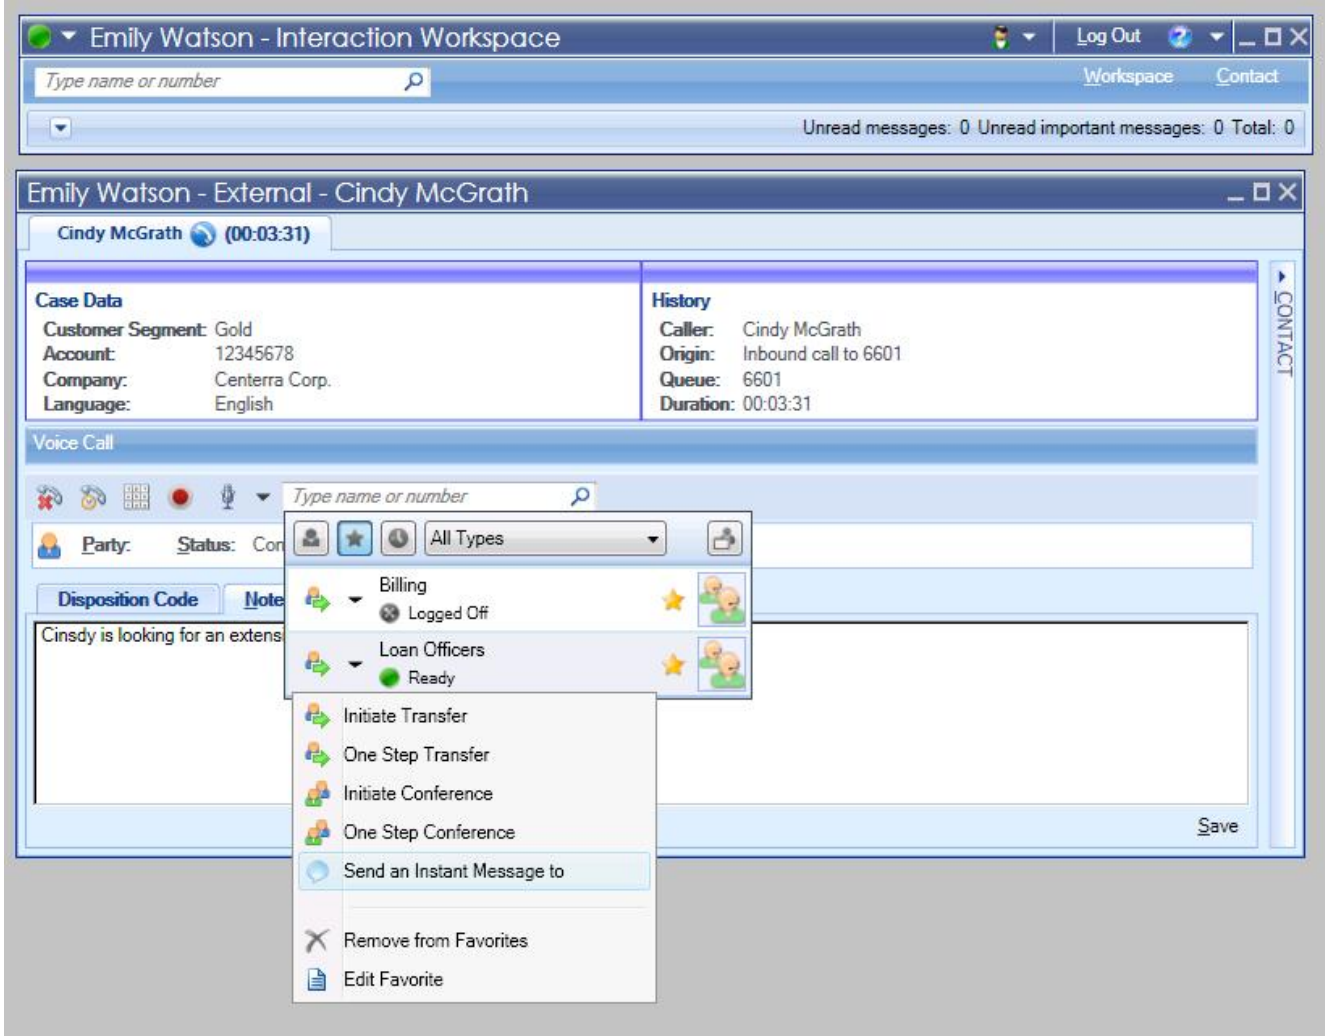 Emily Watson - Interaction Workspace
Log Out
Type name or number
Workspace Contact
Unread messages: 0 Unread important messages: 0 Total: 0
Emily Watson - External - Cindy McGrath
Cindy McGrath (00:03:31)
CONTACT
Case Data
Customer Segment: Gold
Account: 12345678
Company: Centerra Corp.
Language: English
History
Caller: Cindy McGrath
Origin: Inbound call to 6601
Queue: 6601
Duration: 00:03:31
Voice Call
Type name or number
All Types
Party: Status: Con
Billing
Logged Off
Disposition Code Note
Cinsdy is looking for an extensi
Loan Officers
Ready
Initiate Transfer
One Step Transfer
Initiate Conference
One Step Conference
Save
Send an Instant Message to
Remove from Favorites
Edit Favorite